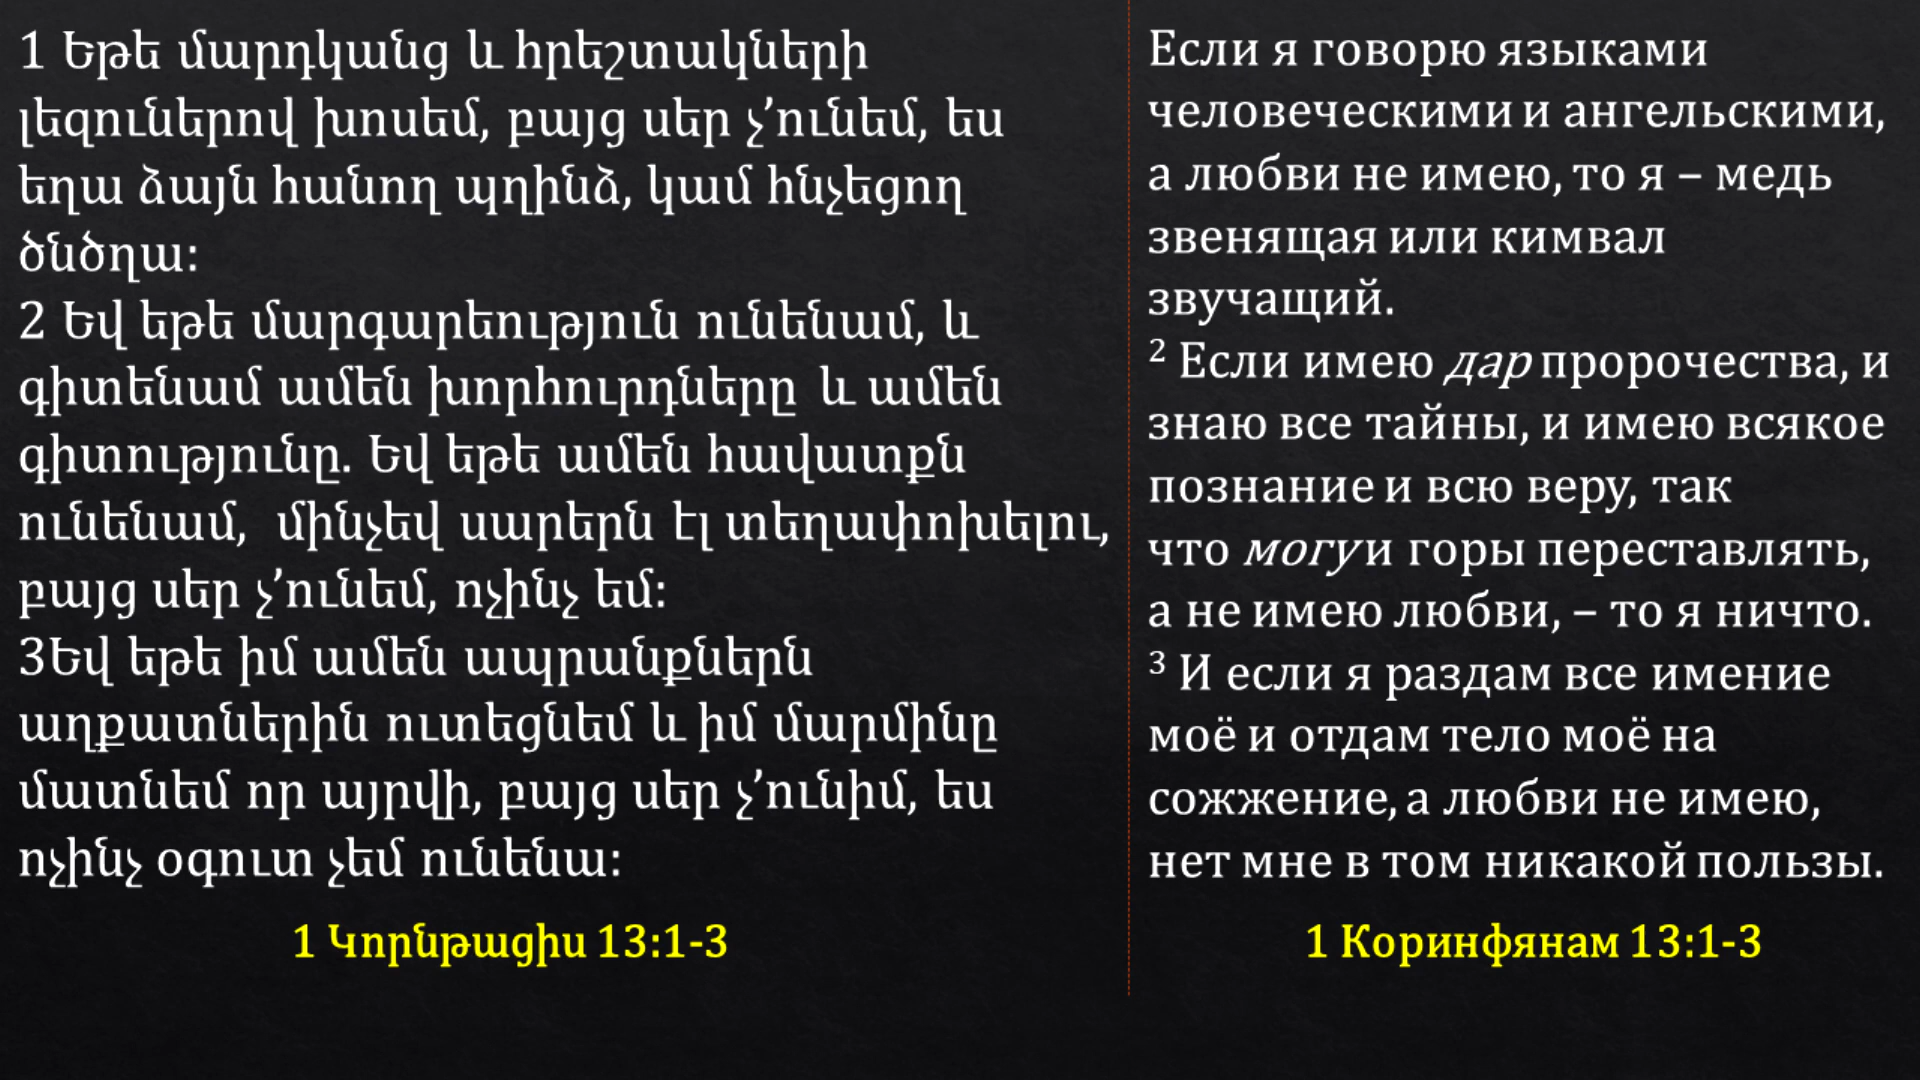 1 Եթե մարդկանց և հրեշտակների
լեզուներով խոսեմ, բայց սեր չ’ունեմ, ես
եղա ձայն հանող պղինձ, կամ հնչեցող
ծնծղա:
2 Եվ եթե մարգարեություն ունենամ, և
գիտենամ ամեն խորհուրդները և ամեն
գիտությունը. Եվ եթե ամեն հավատքն
ունենամ, մինչեվ սարերն էլ տեղափոխելու,
բայց սեր չ’ունեմ, ոչինչ եմ:
3Եվ եթե իմ ամեն ապրանքներն
աղքատներին ուտեցնեմ և իմ մարմինը
մատնեմ որ այրվի, բայց սեր չ’ունիմ, ես
ոչինչ օգուտ չեմ ունենա:
1 Կորնթացիս 13:1-3
Если я говорю языками
человеческими и ангельскими,
а любви не имею, то я – медь
звенящая или кимвал
звучащий.
² Если имею дар пророчества, и
знаю все тайны, и имею всякое
познание и всю веру, так
что могу и горы переставлять,
а не имею любви, – то я ничто.
³ И если я раздам все имение
моё и отдам тело моё на
сожжение, а любви не имею,
нет мне в том никакой пользы.
1 Коринфянам 13:1-3